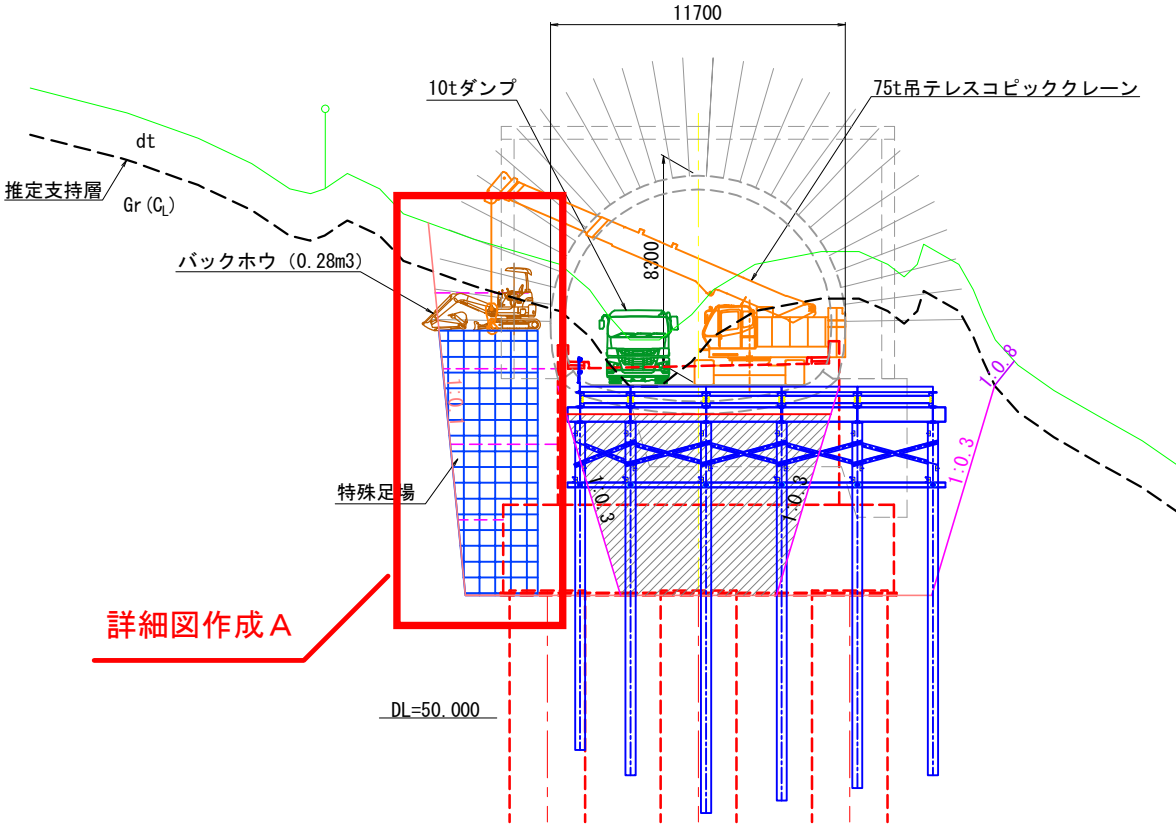 11700
10tダンプ
75t吊テレスコピッククレーン
dt
推定支持層
Gr(CL)
バックホウ (0.28m3)
8300
1:0.8
1:0.3
特殊足場
1:0.3
1:0.3
詳細図作成A
DL=50.000